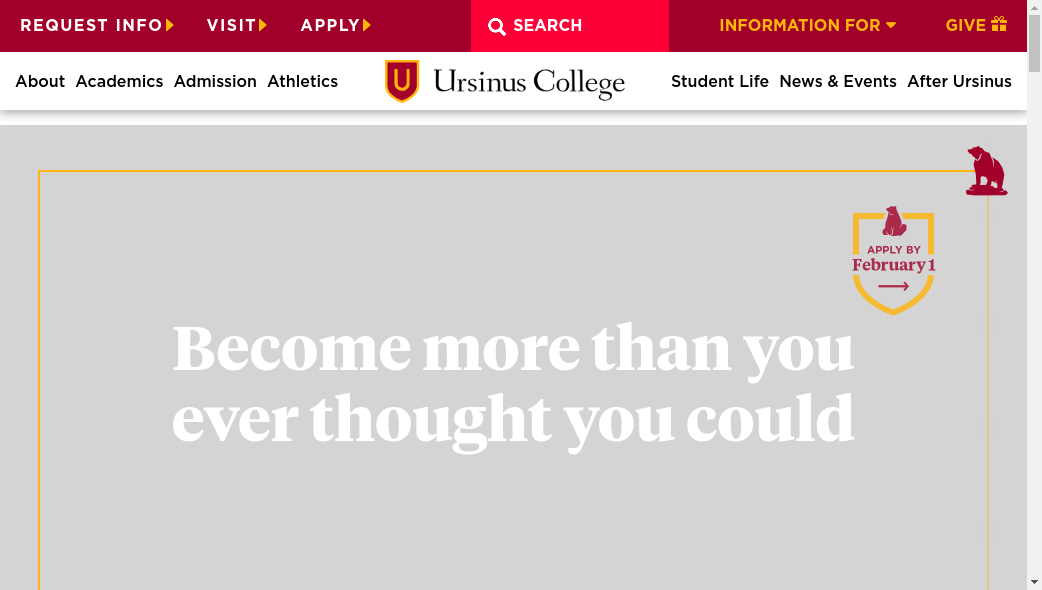 REQUEST INFO VISIT APPLY SEARCH INFORMATION FOR GIVE
About Academics Admission Athletics Ursinus College Student Life News & Events After Ursinus
APPLY BY
February 1
Become more than you
ever thought you could